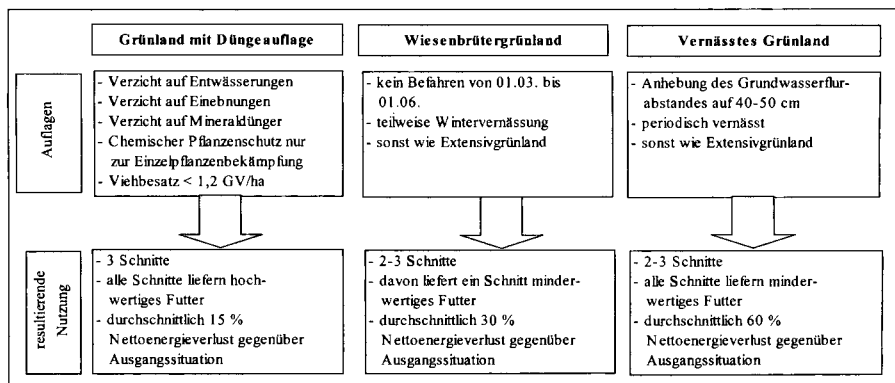 Grünland mit Düngeauflage
Wiesenbrütergrünland
Vernässtes Grünland
Auflagen
- Verzicht auf Entwässerungen
- Verzicht auf Einebnungen
- Verzicht auf Mineraldünger
- Chemischer Pflanzenschutz nur
zur Einzelpflanzenbekämpfung
- Viehbesatz < 1,2 GV/ha
- kein Befahren von 01.03. bis
01.06.
- teilweise Wintervernässung
- sonst wie Extensivgrünland
- Anhebung des Grundwasserflur-
abstandes auf 40-50 cm
- periodisch vernässt
- sonst wie Extensivgrünland
resultierende
Nutzung
- 3 Schnitte
- alle Schnitte liefern hoch-
wertiges Futter
- durchschnittlich 15 %
Nettoenergieverlust gegenüber
Ausgangssituation
- 2-3 Schnitte
- davon liefert ein Schnitt minder-
wertiges Futter
- durchschnittlich 30 %
Nettoenergieverlust gegenüber
Ausgangssituation
- 2-3 Schnitte
- alle Schnitte liefern minder-
wertiges Futter
- durchschnittlich 60 %
Nettoenergieverlust gegenüber
Ausgangssituation